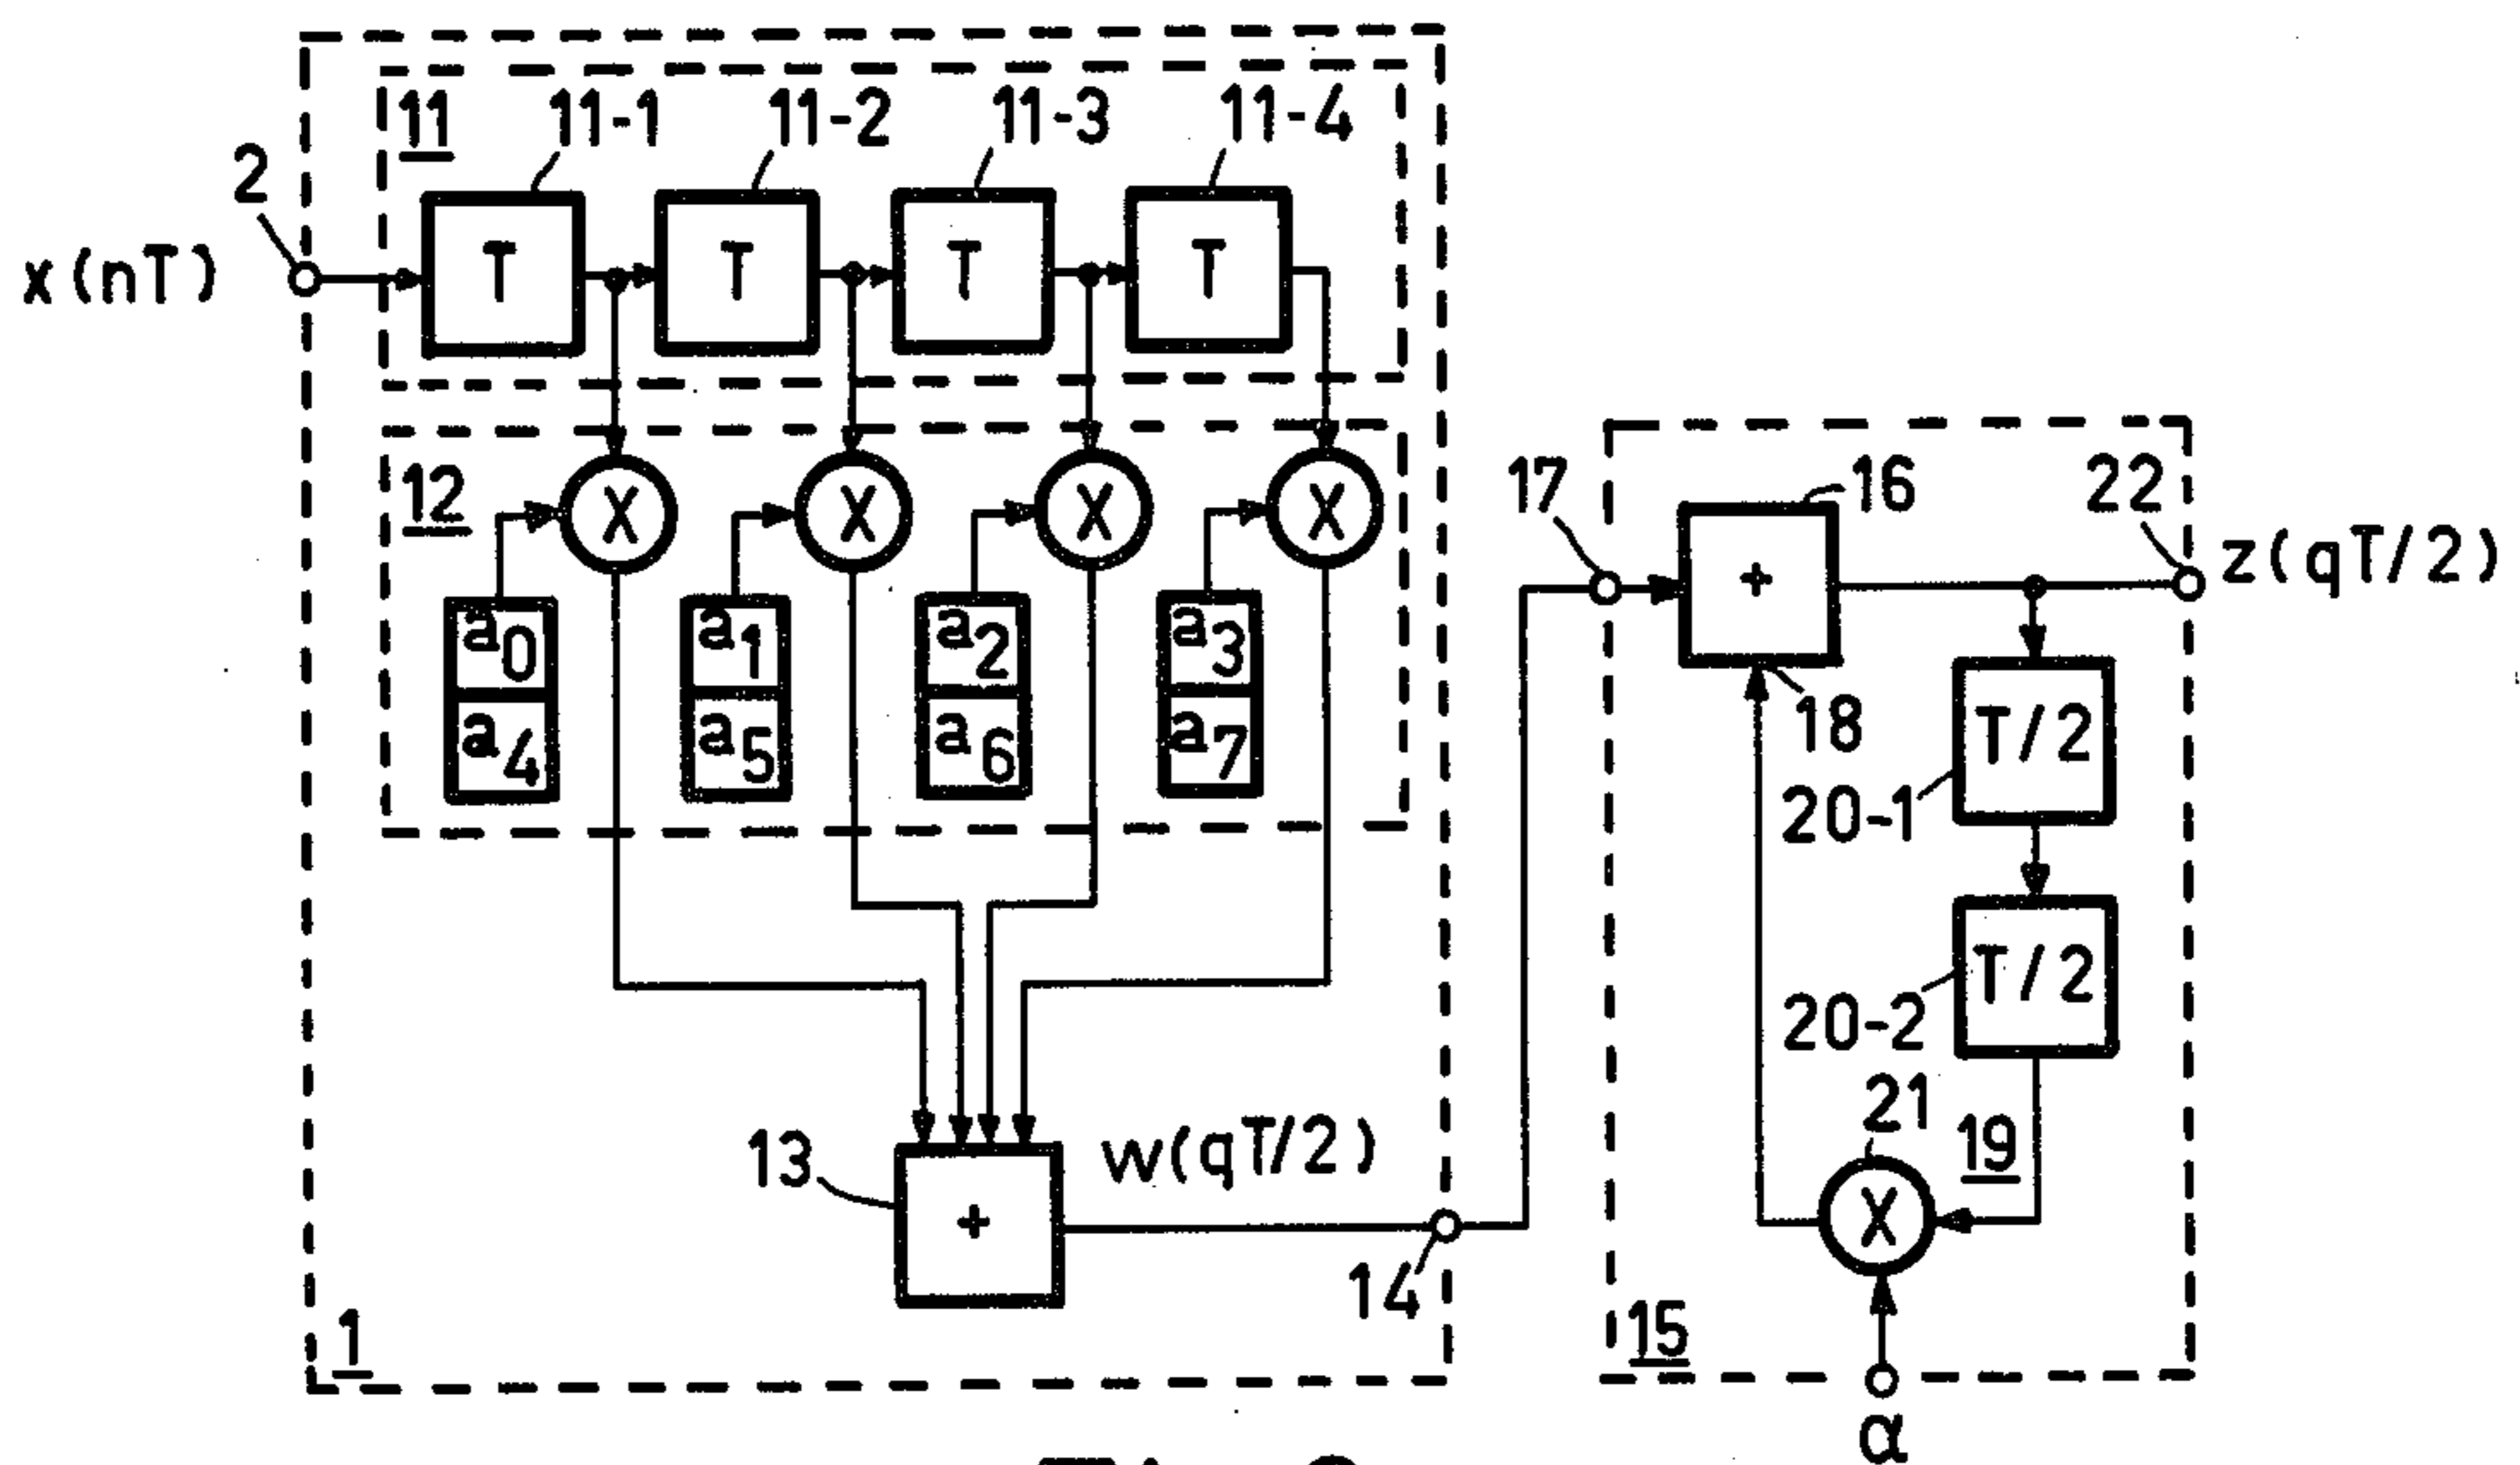 11 11-1 11-2 11-3 11-4
2
x(nT)
T T T T
12
X X X X
a0 a1 a2 a3
a4 a5 a6 a7
17 16 22
+
z(qT/2)
18
T/2
20-1
T/2
20-2
21
19
X
13
w(qT/2)
+
14
1
15
α